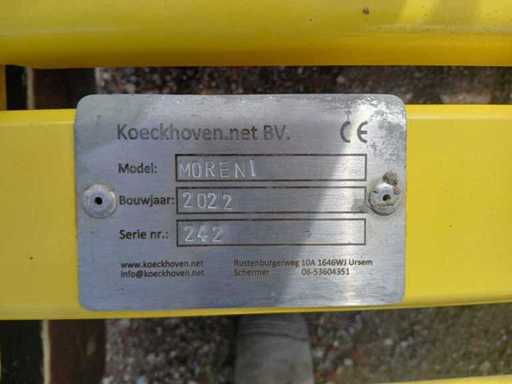 Koeckhoven.net BV. CE
Model: MORENI
Bouwjaar: 2022
Serie nr.: 242
www.koeckhoven.net Rustenburgerweg 10A 1646WJ Ursem
info@koeckhoven.net Schermer 06-53604351